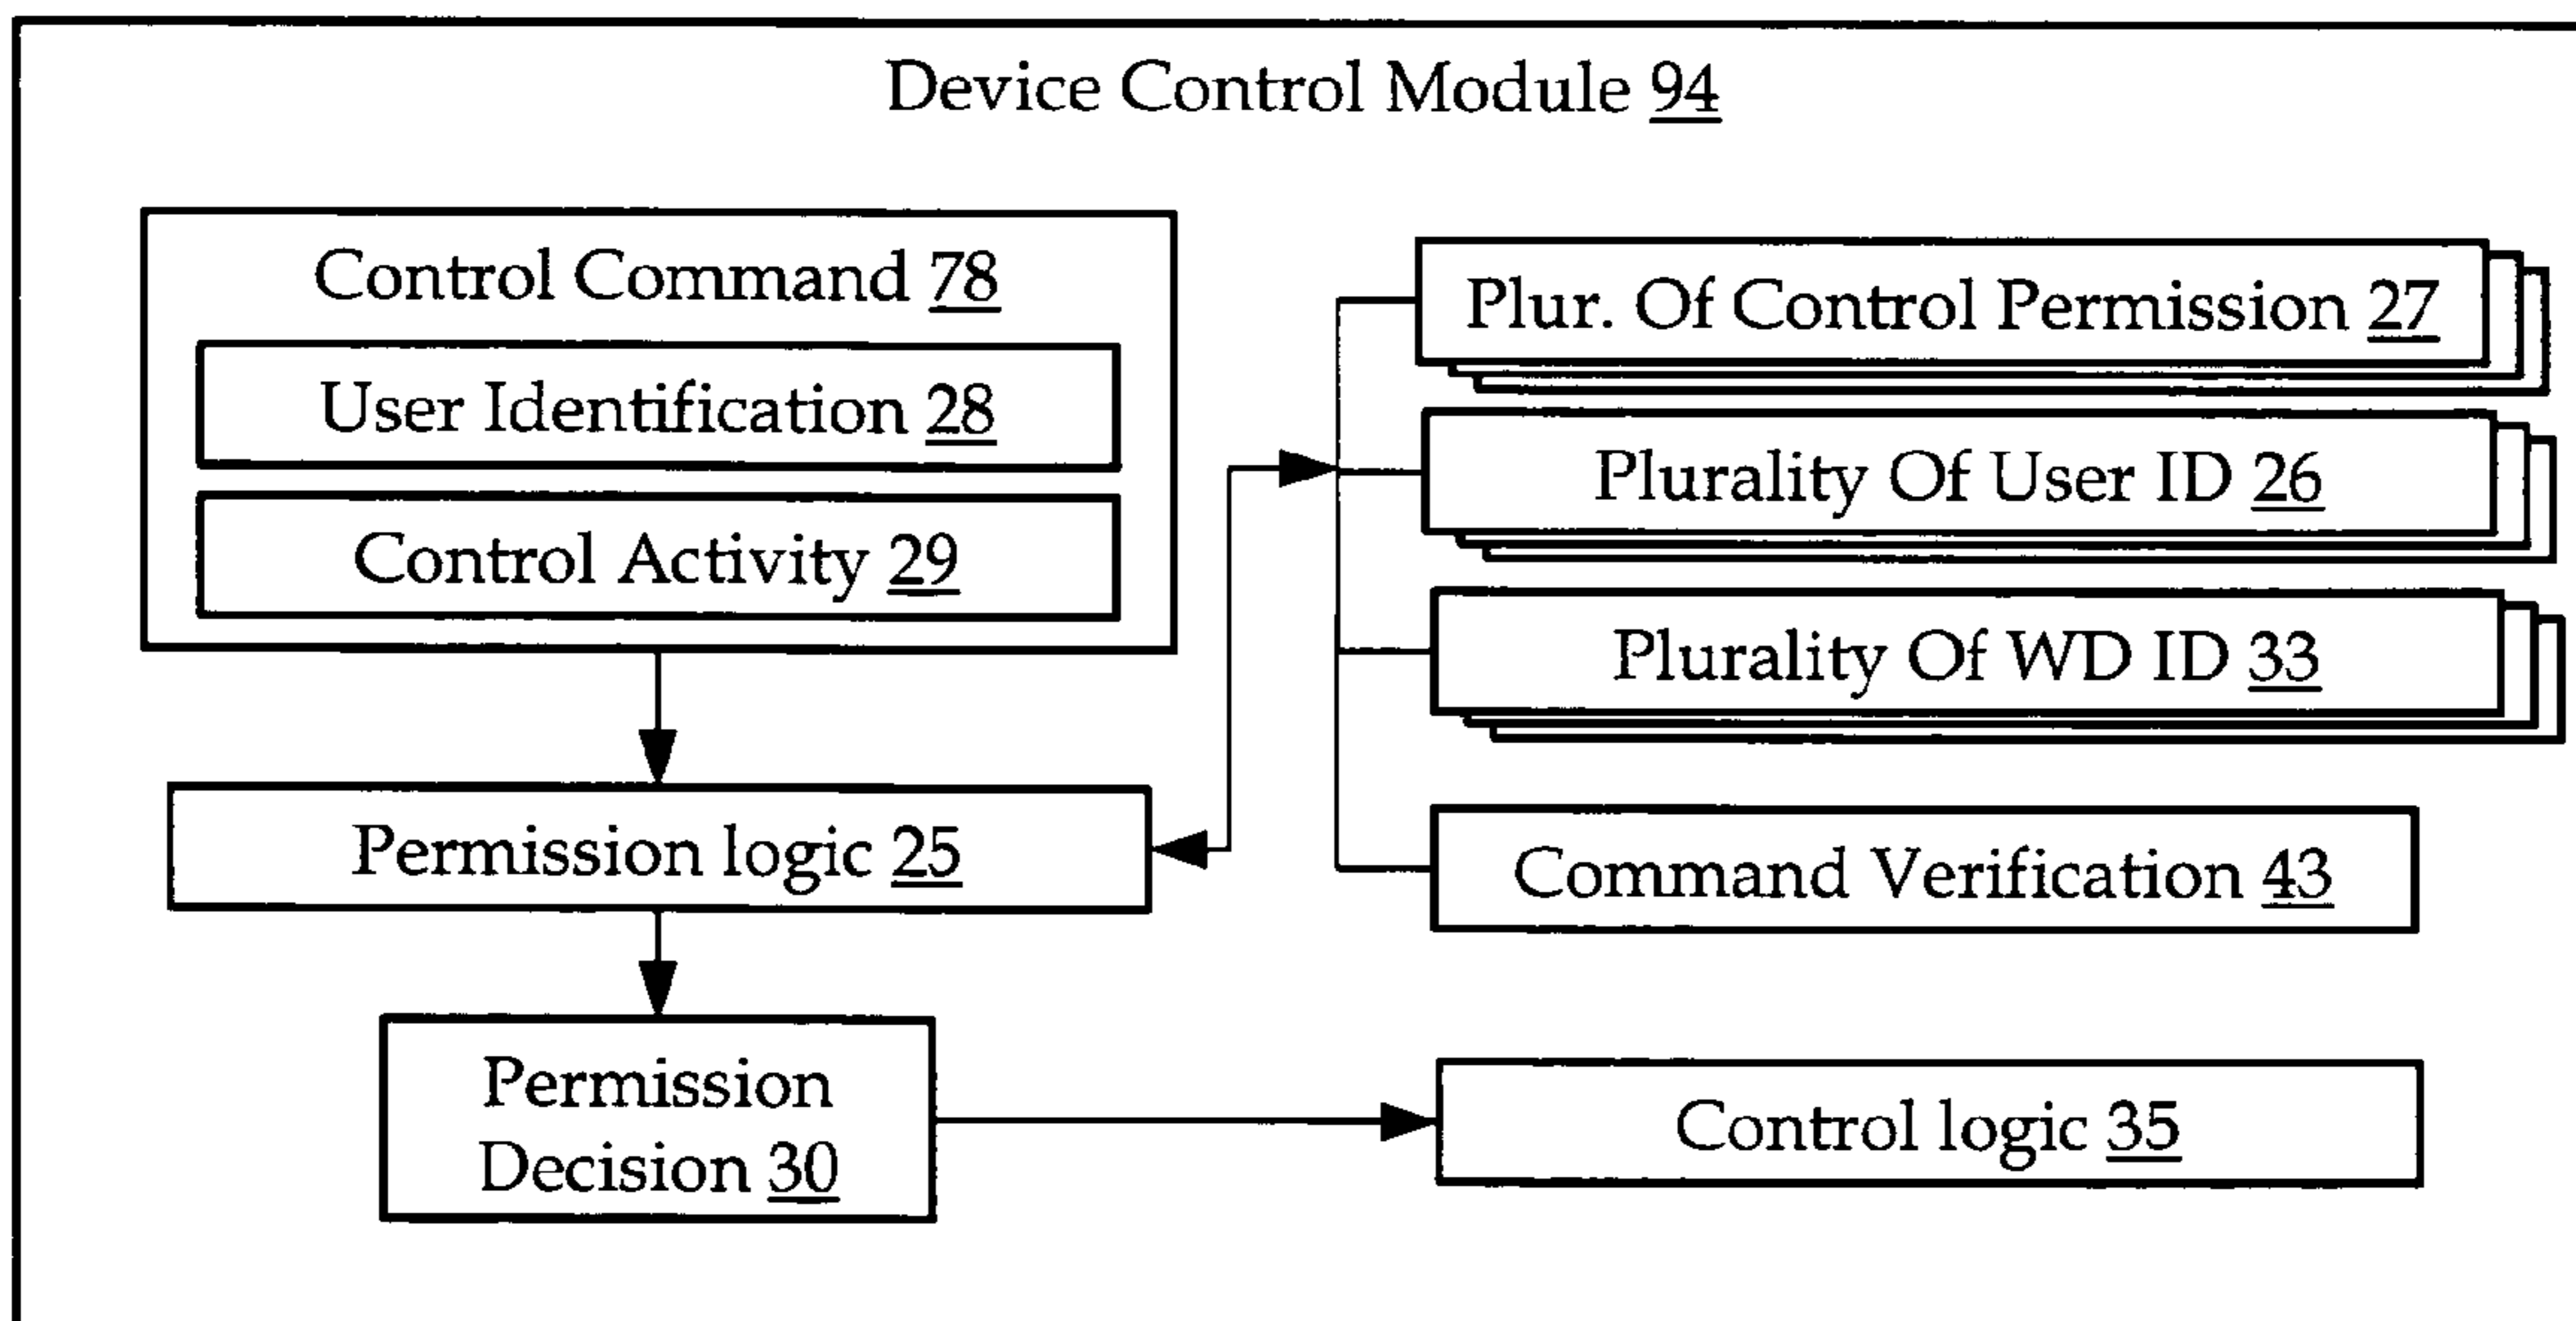 Device Control Module 94
Control Command 78
User Identification 28
Control Activity 29
Plur. Of Control Permission 27
Plurality Of User ID 26
Plurality Of WD ID 33
Command Verification 43
Permission logic 25
Permission
Decision 30
Control logic 35